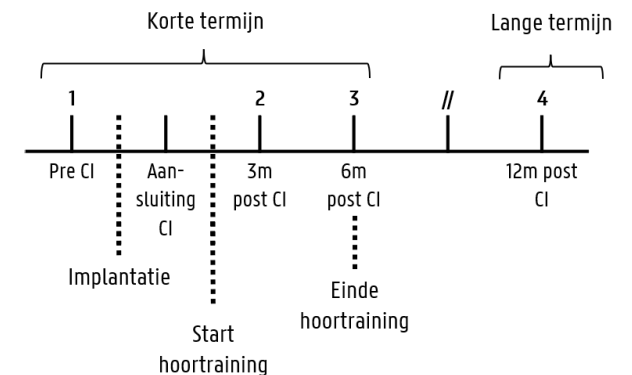 Korte termijn
Lange termijn
1
2
3
//
4
Pre CI
Aan-
sluiting
CI
3m
post CI
6m
post CI
12m post
CI
Implantatie
Einde
hoortraining
Start
hoortraining